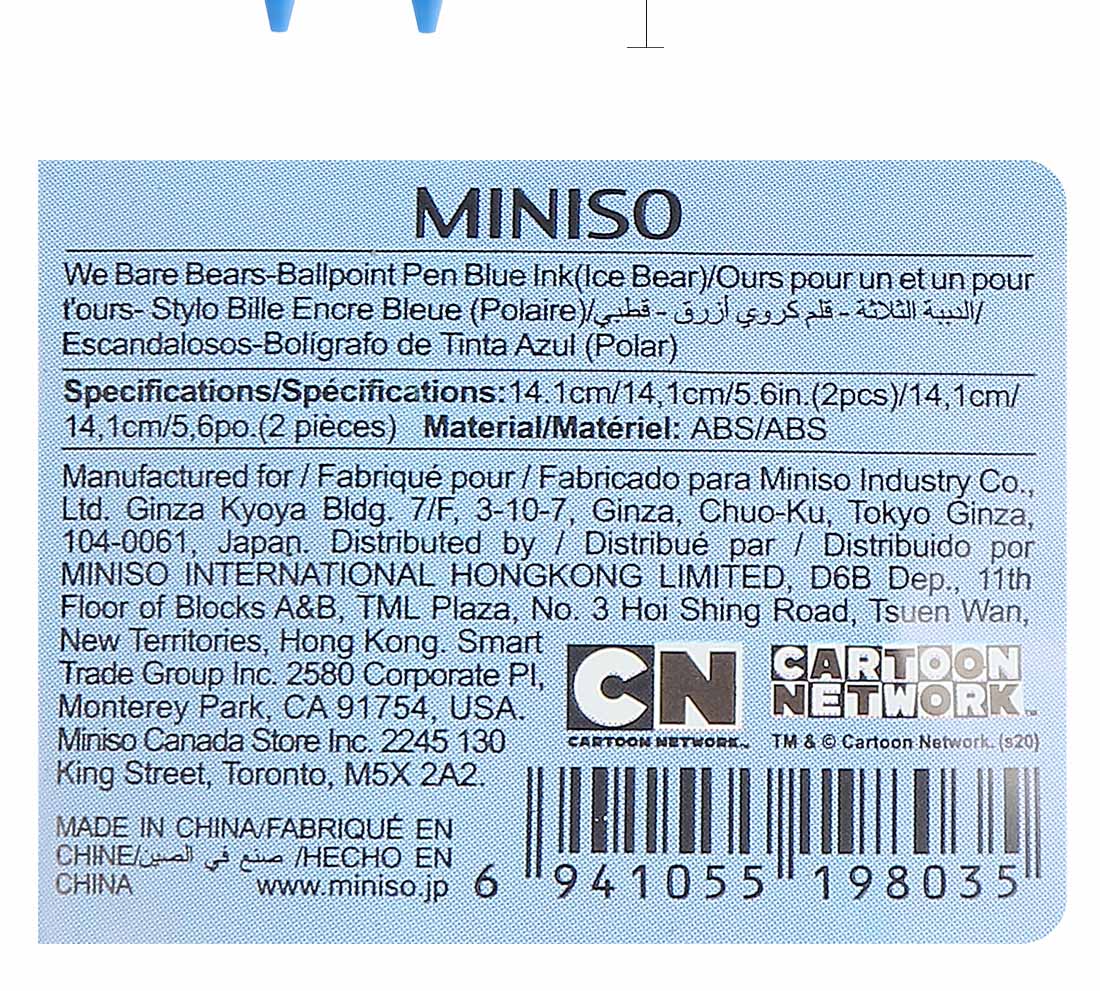 MINISO
We Bare Bears-Ballpoint Pen Blue Ink(Ice Bear)/Ours pour un et un pour
t'ours- Stylo Bille Encre Bleue (Polaire)/الدببة الثلاثة - قلم كروي أزرق - قطبي/
Escandalosos-Bolígrafo de Tinta Azul (Polar)
Specifications/Spécifications:14.1cm/14,1cm/5.6in.(2pcs)/14,1cm/
14,1cm/5,6po.(2 pièces) Material/Matériel: ABS/ABS
Manufactured for / Fabriqué pour / Fabricado para Miniso Industry Co.,
Ltd. Ginza Kyoya Bldg. 7/F, 3-10-7, Ginza, Chuo-Ku, Tokyo Ginza,
104-0061, Japan. Distributed by / Distribué par / Distribuido por
MINISO INTERNATIONAL HONGKONG LIMITED, D6B Dep., 11th
Floor of Blocks A&B, TML Plaza, No. 3 Hoi Shing Road, Tsuen Wan,
New Territories, Hong Kong. Smart
Trade Group Inc. 2580 Corporate Pl,
Monterey Park, CA 91754, USA.
Miniso Canada Store Inc. 2245 130
King Street, Toronto, M5X 2A2.
CN
CARTOON NETWORK™
CARTOON
NETWORK™
TM & © Cartoon Network. (s20)
MADE IN CHINA/FABRIQUÉ EN
CHINE/صنع في الصين /HECHO EN
CHINA
www.miniso.jp
6 941055 198035